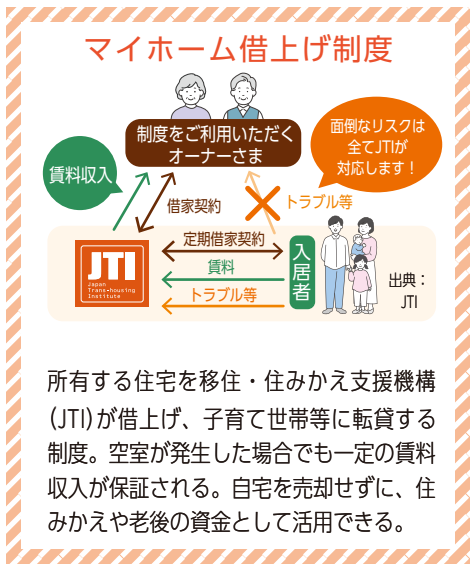 マイホーム借上げ制度
制度をご利用いただく
オーナーさま
面倒なリスクは
全てJTIが
対応します！
賃料収入
借家契約
トラブル等
定期借家契約
賃料
トラブル等
JTI
Japan
Trans-housing
Institute
入居者
出典：
JTI
所有する住宅を移住・住みかえ支援機構
(JTI)が借上げ、子育て世帯等に転貸する
制度。空室が発生した場合でも一定の賃料
収入が保証される。自宅を売却せずに、住
みかえや老後の資金として活用できる。